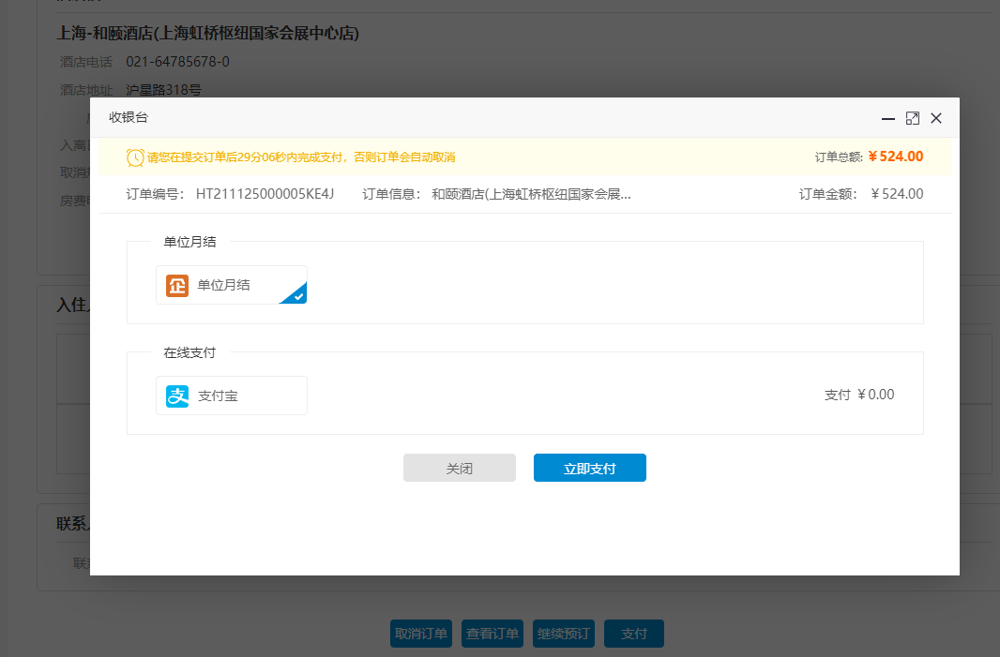 上海-和颐酒店(上海虹桥枢纽国家会展中心店)
酒店电话 021-64785678-0
酒店地址 沪星路318号
收银台
请您在提交订单后29分06秒内完成支付，否则订单会自动取消 订单总额: ¥524.00
订单编号: HT211125000005KE4J 订单信息: 和颐酒店(上海虹桥枢纽国家会展... 订单金额: ¥524.00
单位月结
企 单位月结
在线支付
支 支付宝 支付 ¥0.00
关闭 立即支付
入离
取消
房费
入住
联系
联
取消订单 查看订单 继续预订 支付